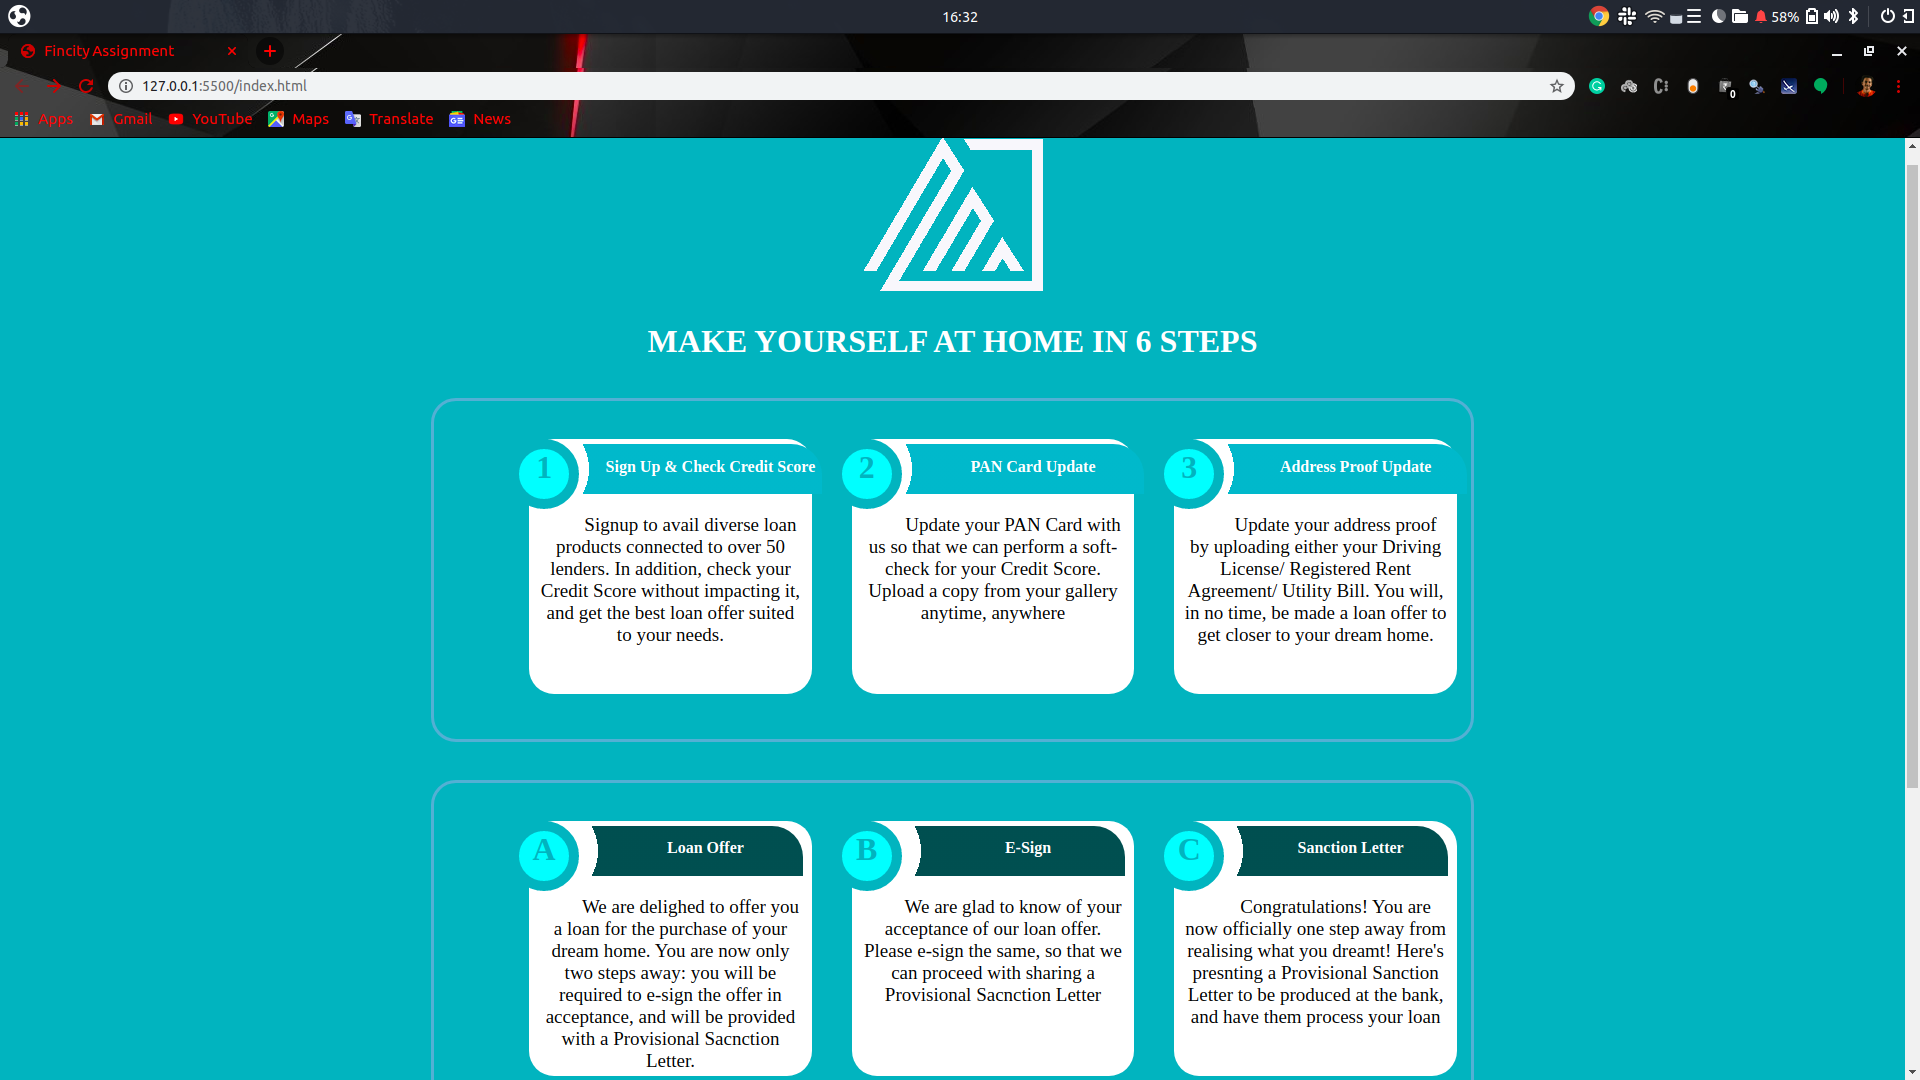 16:32
58%
Fincity Assignment
127.0.0.1:5500/index.html
0
Apps Gmail YouTube Maps Translate News
MAKE YOURSELF AT HOME IN 6 STEPS
1
Sign Up & Check Credit Score
Signup to avail diverse loan
products connected to over 50
lenders. In addition, check your
Credit Score without impacting it,
and get the best loan offer suited
to your needs.
2
PAN Card Update
Update your PAN Card with
us so that we can perform a soft-
check for your Credit Score.
Upload a copy from your gallery
anytime, anywhere
3
Address Proof Update
Update your address proof
by uploading either your Driving
License/ Registered Rent
Agreement/ Utility Bill. You will,
in no time, be made a loan offer to
get closer to your dream home.
A
Loan Offer
We are delighed to offer you
a loan for the purchase of your
dream home. You are now only
two steps away: you will be
required to e-sign the offer in
acceptance, and will be provided
with a Provisional Sacnction
Letter.
B
E-Sign
We are glad to know of your
acceptance of our loan offer.
Please e-sign the same, so that we
can proceed with sharing a
Provisional Sacnction Letter
C
Sanction Letter
Congratulations! You are
now officially one step away from
realising what you dreamt! Here's
presnting a Provisional Sanction
Letter to be produced at the bank,
and have them process your loan